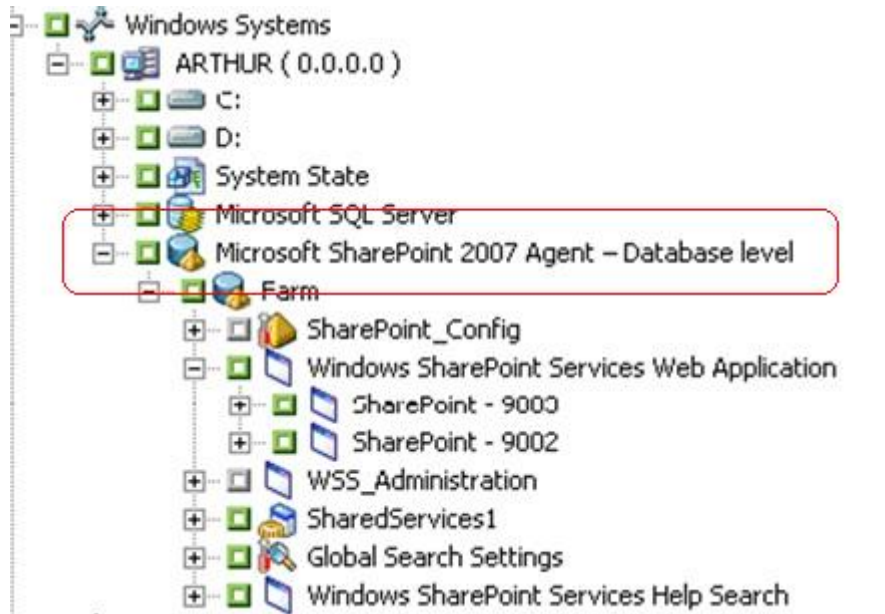 Windows Systems
ARTHUR ( 0.0.0.0 )
C:
D:
System State
Microsoft SQL Server
Microsoft SharePoint 2007 Agent – Database level
Farm
SharePoint_Config
Windows SharePoint Services Web Application
SharePoint - 9003
SharePoint - 9002
WSS_Administration
SharedServices1
Global Search Settings
Windows SharePoint Services Help Search